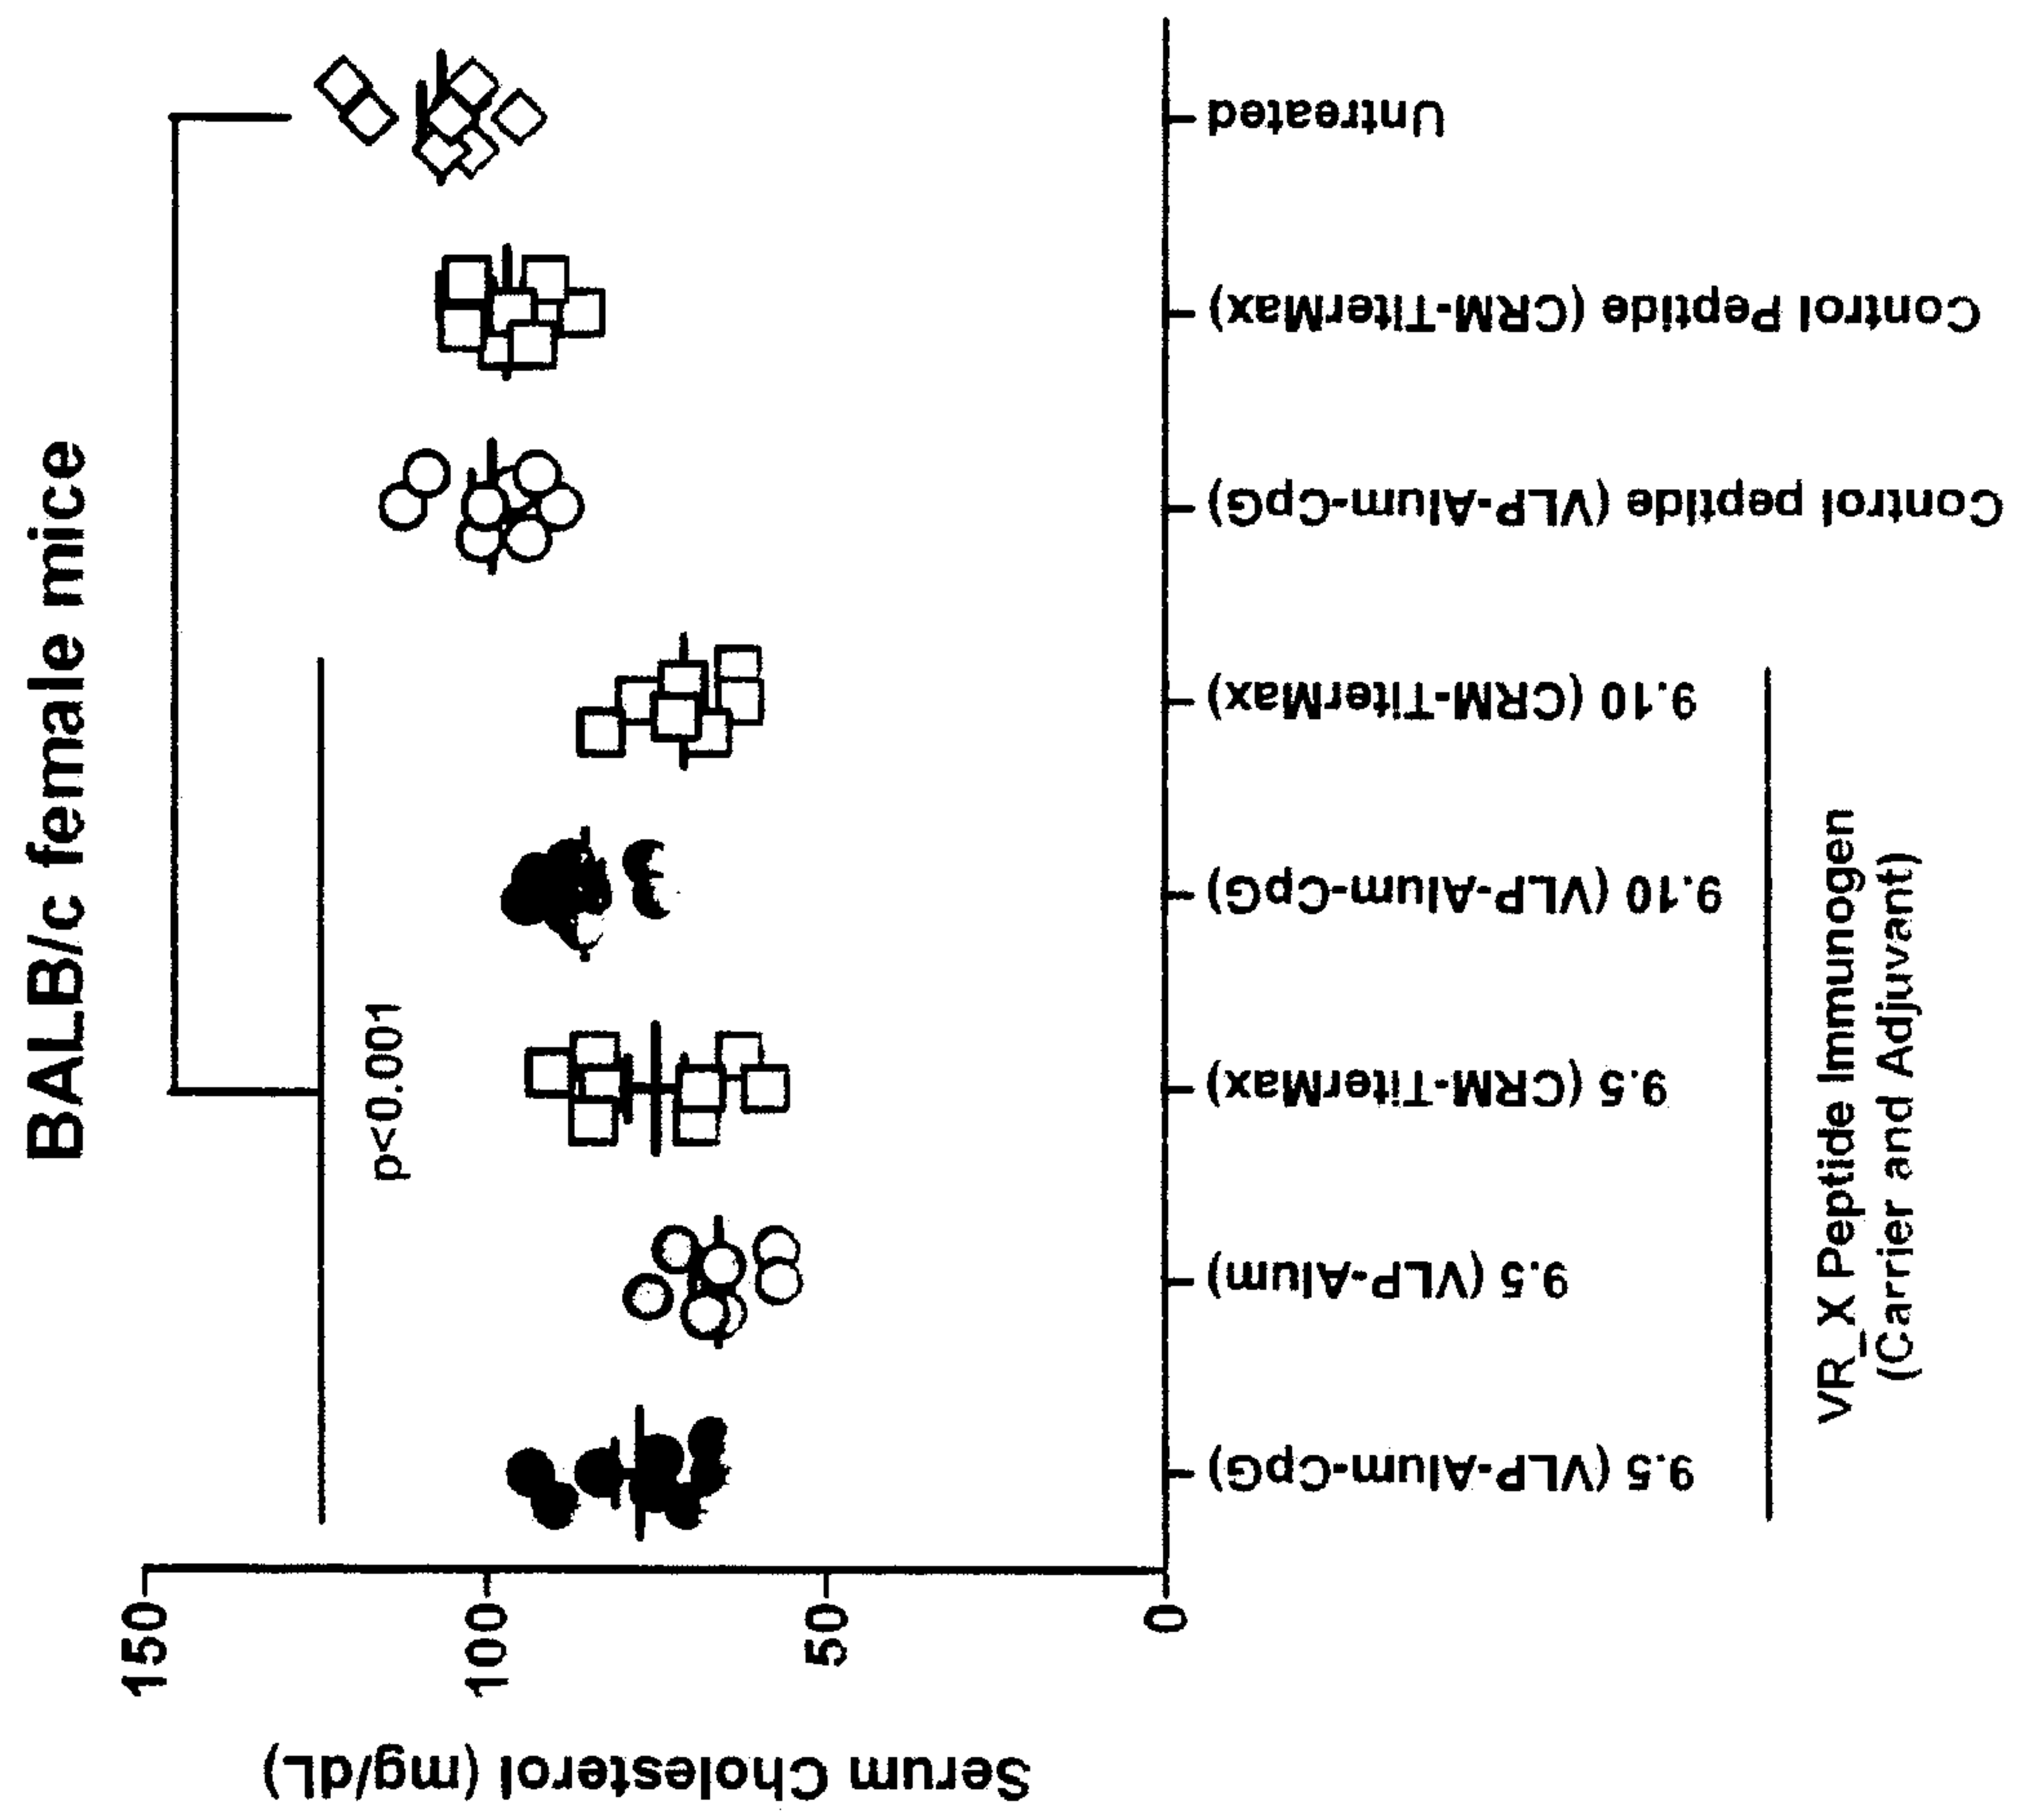 BALB/c female mice
p<0.001
Serum Cholesterol (mg/dL)
150
100
50
0
9.5 (VLP-Alum-CpG)
9.5 (VLP-Alum)
9.5 (CRM-TiterMax)
9.10 (VLP-Alum-CpG)
9.10 (CRM-TiterMax)
Control peptide (VLP-Alum-CpG)
Control Peptide (CRM-TiterMax)
Untreated
VR_X Peptide Immunogen
(Carrier and Adjuvant)